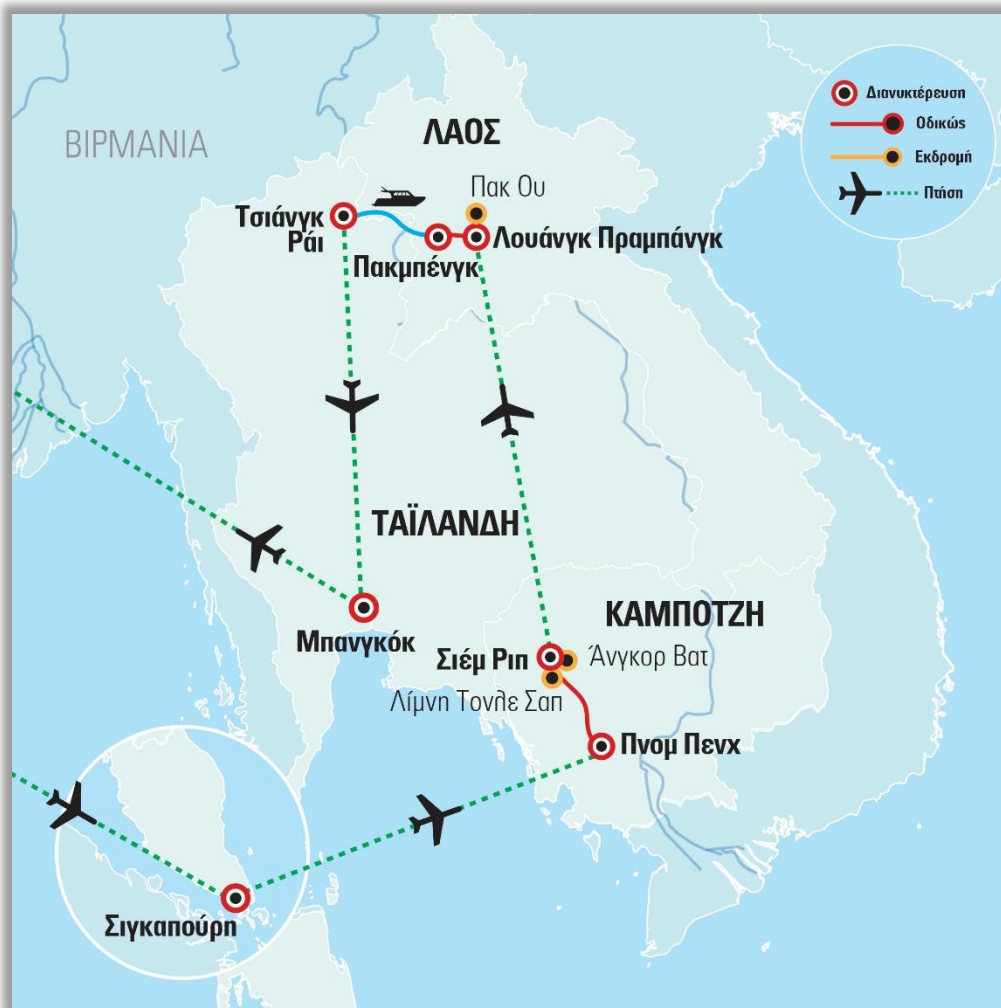 ΒΙΡΜΑΝΙΑ
ΛΑΟΣ
Διανυκτέρευση
Οδικώς
Εκδρομή
Πτήση
Πακ Ου
Τσιάνγκ
Ράι
Λουάνγκ Πραμπάνγκ
Πακμπένγκ
ΤΑΪΛΑΝΔΗ
Μπανγκόκ
ΚΑΜΠΟΤΖΗ
Σιέμ Ριπ
Άνγκορ Βατ
Λίμνη Τονλε Σαπ
Πνομ Πενχ
Σιγκαπούρη